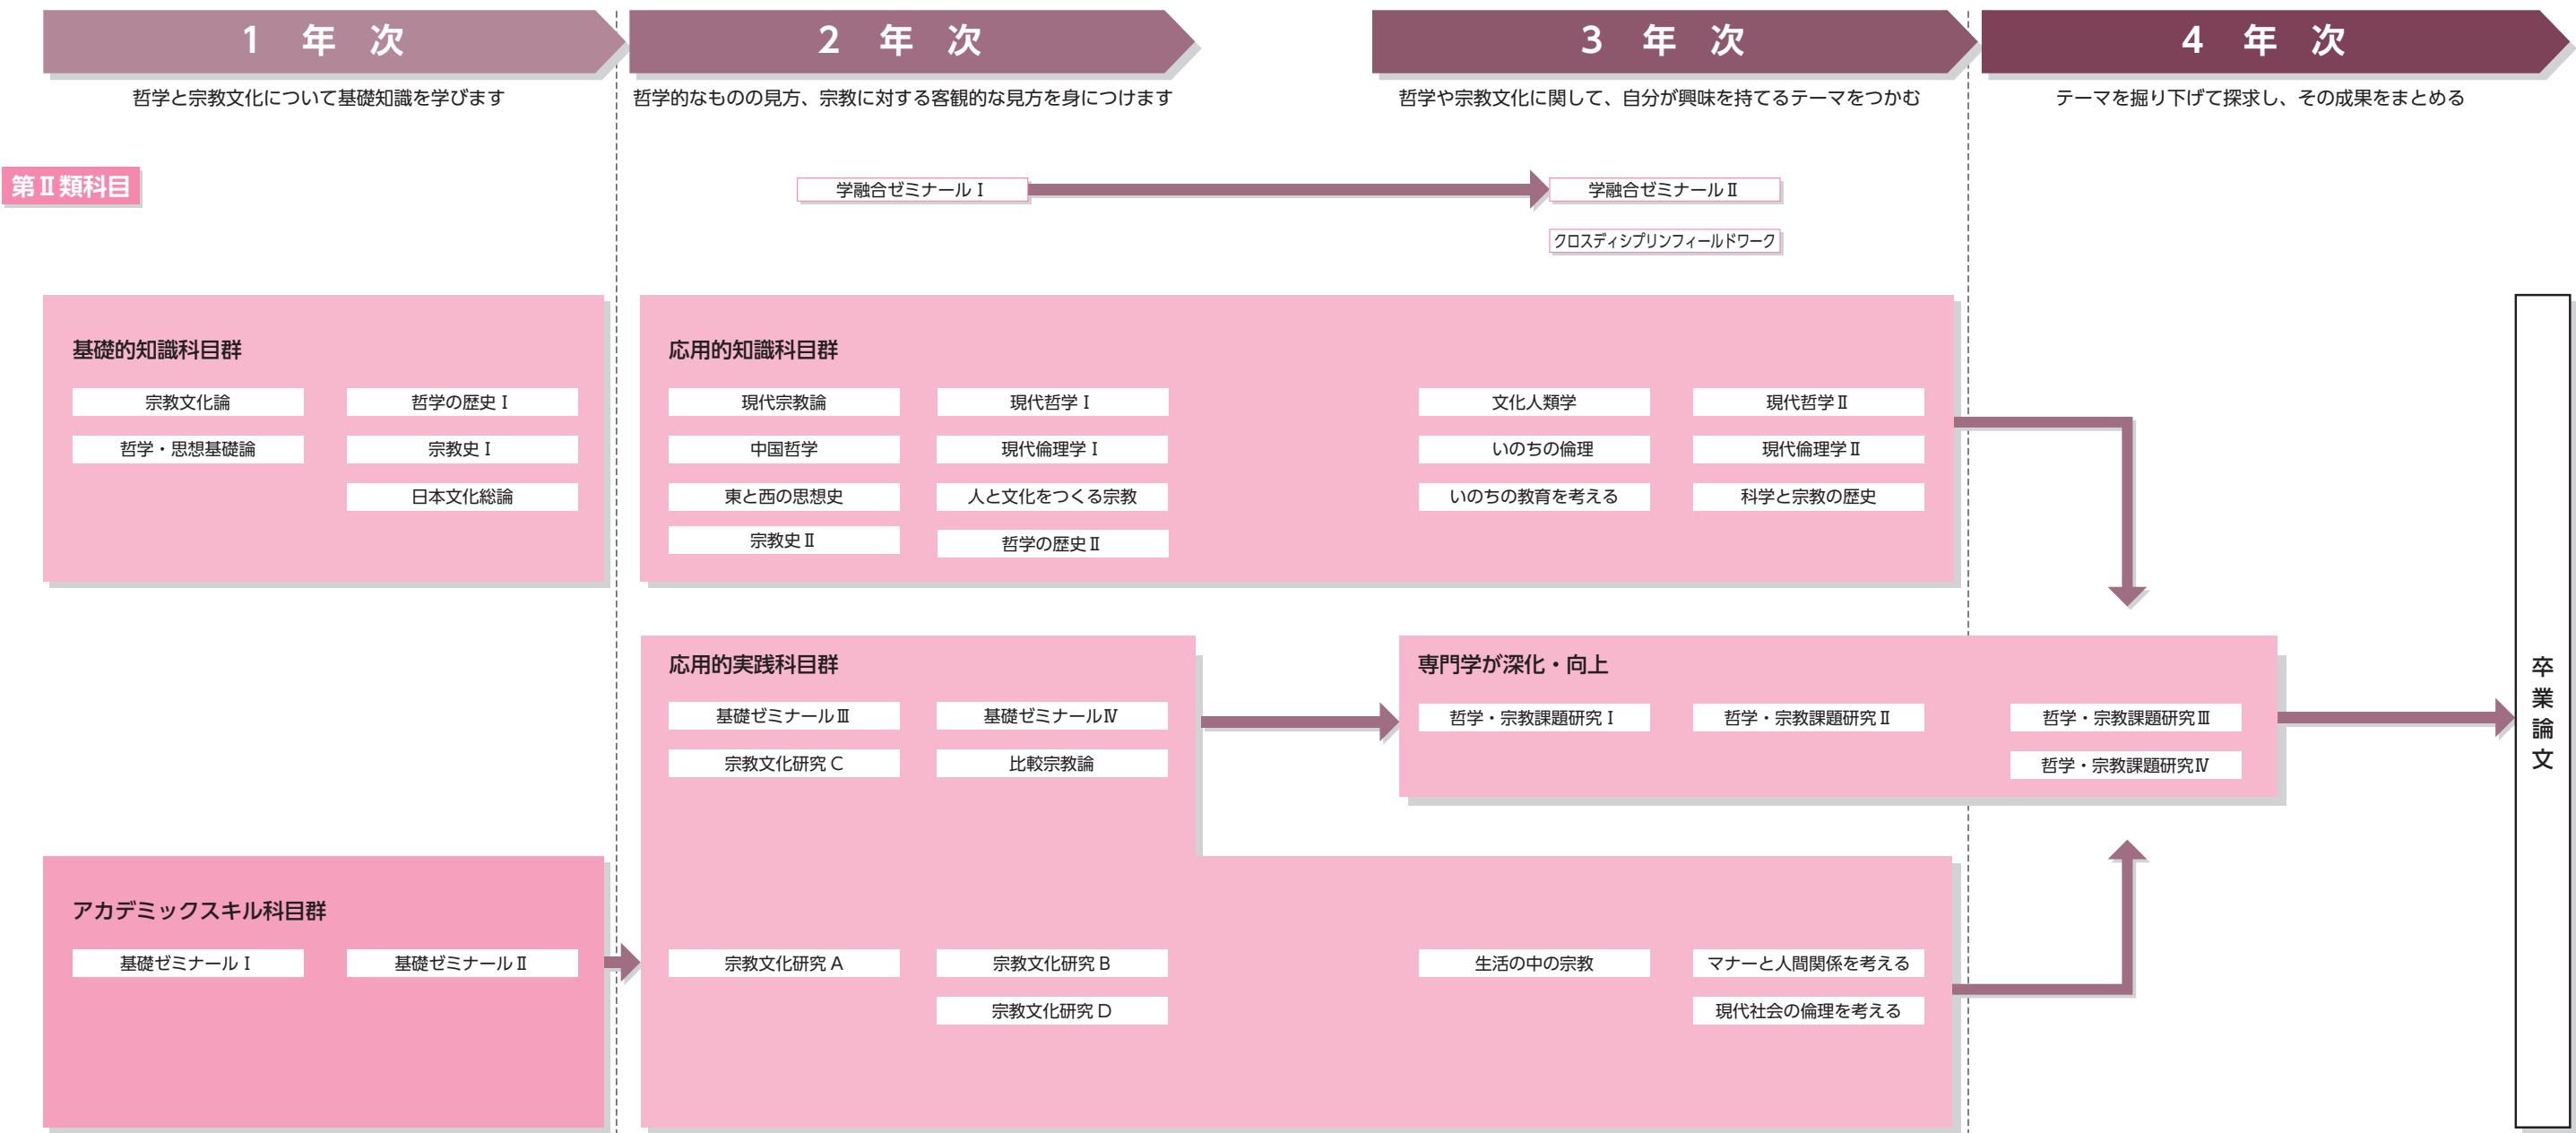 1 年 次
2 年 次
3 年 次
4 年 次
哲学と宗教文化について基礎知識を学びます
哲学的なものの見方、宗教に対する客観的な見方を身につけます
哲学や宗教文化に関して、自分が興味を持てるテーマをつかむ
テーマを掘り下げて探求し、その成果をまとめる
第Ⅱ類科目
学融合ゼミナールⅠ
学融合ゼミナールⅡ
クロスディシプリンフィールドワーク
基礎的知識科目群
宗教文化論
哲学の歴史Ⅰ
哲学・思想基礎論
宗教史Ⅰ
日本文化総論
応用的知識科目群
現代宗教論
現代哲学Ⅰ
文化人類学
現代哲学Ⅱ
中国哲学
現代倫理学Ⅰ
いのちの倫理
現代倫理学Ⅱ
東と西の思想史
人と文化をつくる宗教
いのちの教育を考える
科学と宗教の歴史
宗教史Ⅱ
哲学の歴史Ⅱ
応用的実践科目群
基礎ゼミナールⅢ
基礎ゼミナールⅣ
宗教文化研究 C
比較宗教論
専門学が深化・向上
哲学・宗教課題研究Ⅰ
哲学・宗教課題研究Ⅱ
哲学・宗教課題研究Ⅲ
哲学・宗教課題研究Ⅳ
卒業論文
アカデミックスキル科目群
基礎ゼミナールⅠ
基礎ゼミナールⅡ
宗教文化研究 A
宗教文化研究 B
生活の中の宗教
マナーと人間関係を考える
宗教文化研究 D
現代社会の倫理を考える